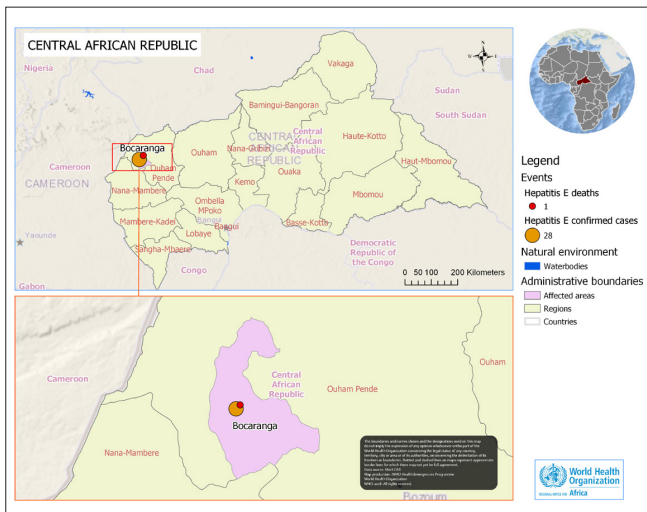 CENTRAL AFRICAN REPUBLIC
Nigeria
Chad
Vakaga
Sudan
South Sudan
Bamingui-Bangoran
Bocaranga
Ouham
CENTRAL
AFRICAN
REPUBLIC
Central
African
Republic
Haute-Kotto
Haut-Mbomou
Cameroon
CAMEROON
Ouham
Pende
Nana-Mambere
Kemo
Ouaka
Mbomou
Ombella
MPoko
Bangui
Mambere-Kadei
Lobaye
Basse-Kotto
Sangha-Mbaere
Yaounde
Democratic
Republic of
the Congo
Congo
Gabon
0 50 100 200 Kilometers
Cameroon
Central
African
Republic
Ouham Pende
Ouham
Bocaranga
Nana-Mambere
Bozoum
Legend
Events
Hepatitis E deaths
1
Hepatitis E confirmed cases
28
Natural environment
Waterbodies
Administrative boundaries
Affected areas
Regions
Countries
World Health
Organization
Africa